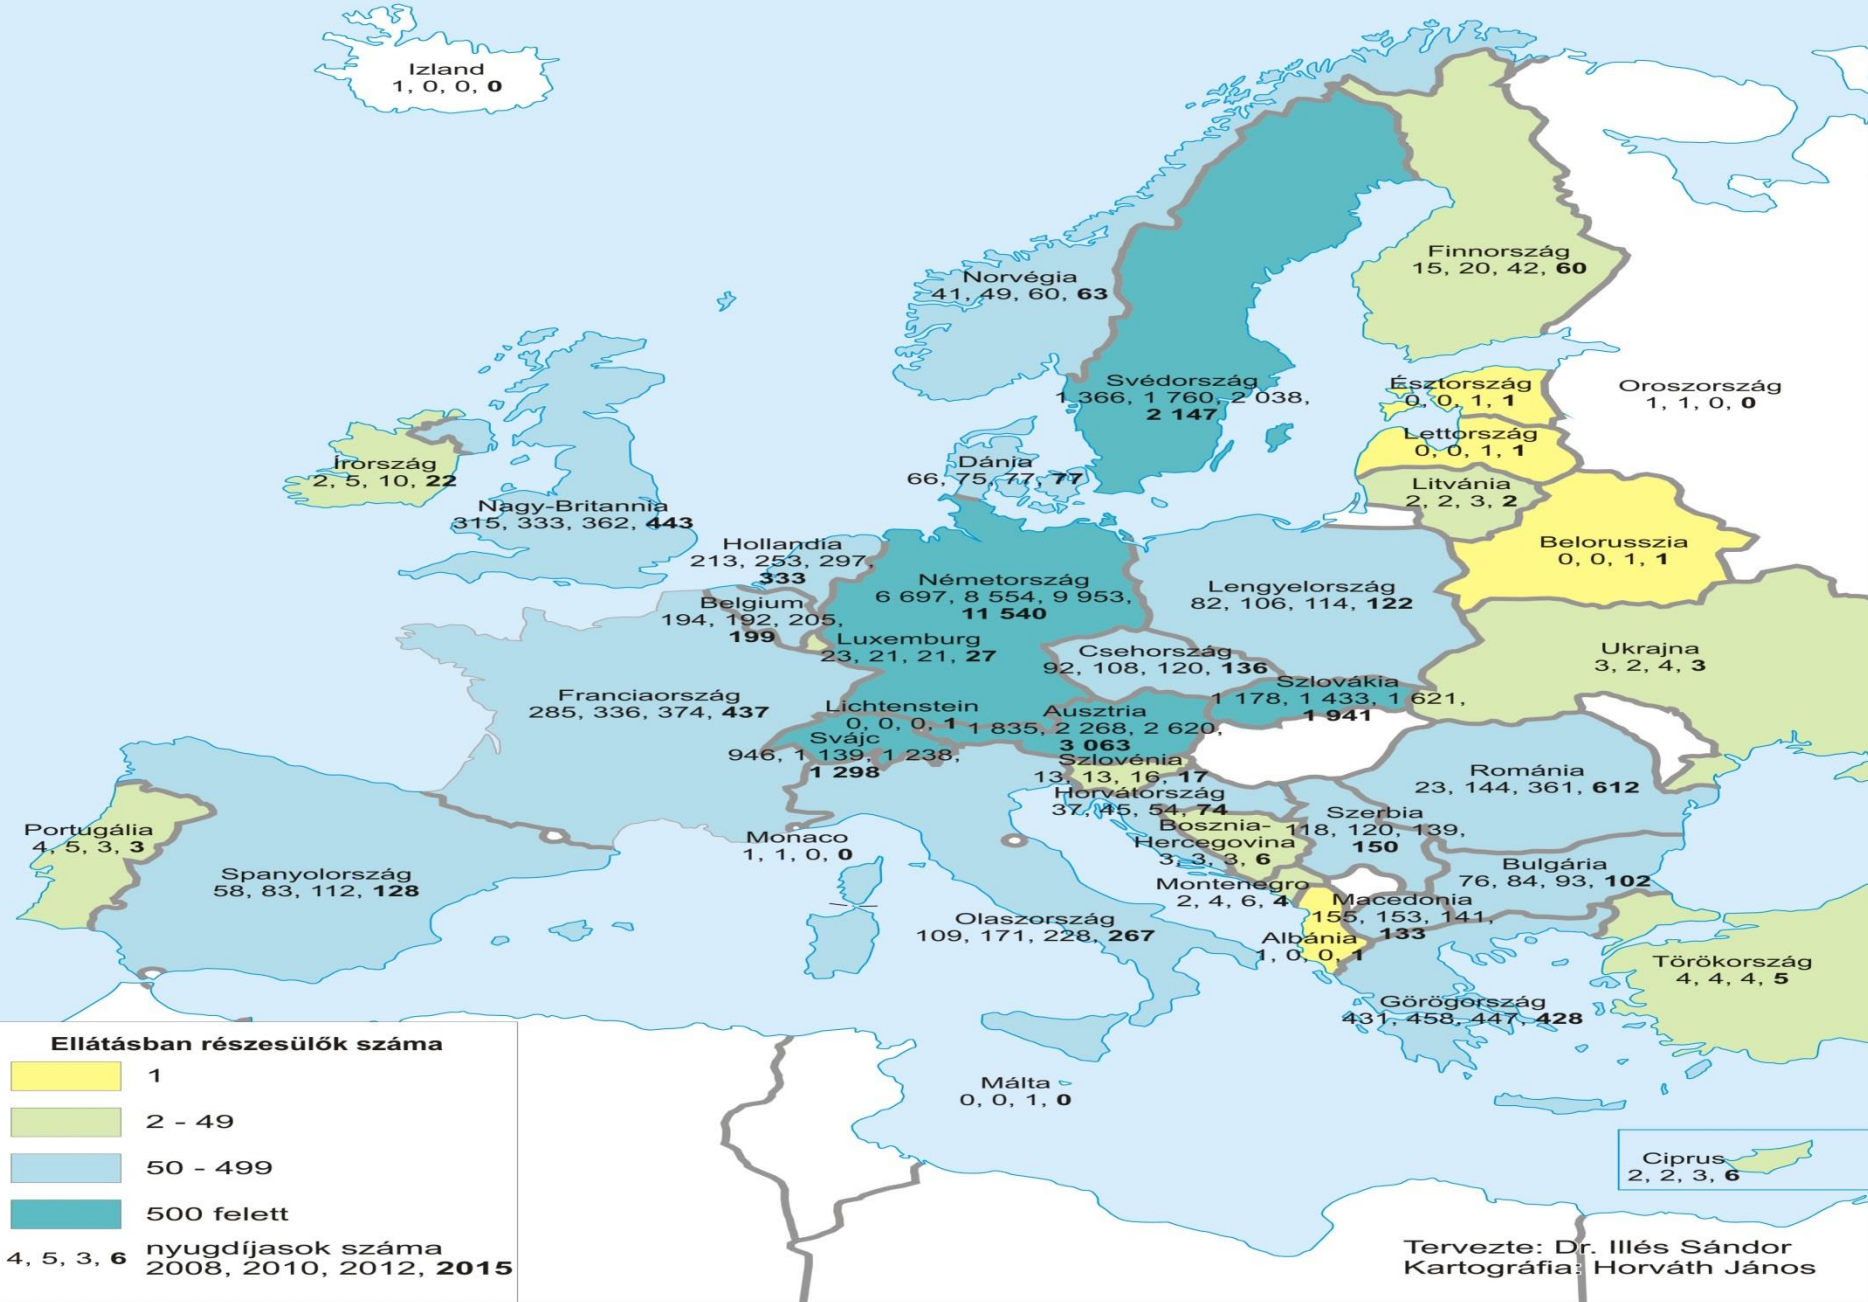 Izland
1, 0, 0, 0
Norvégia
41, 49, 60, 63
Finnország
15, 20, 42, 60
Svédország
1 366, 1 760, 2 038,
2 147
Észtország
0, 0, 1, 1
Oroszország
1, 1, 0, 0
Lettország
0, 0, 1, 1
Litvánia
2, 2, 3, 2
Írország
2, 5, 10, 22
Dánia
66, 75, 77, 77
Nagy-Britannia
315, 333, 362, 443
Hollandia
213, 253, 297,
333
Belorusszia
0, 0, 1, 1
Németország
6 697, 8 554, 9 953,
11 540
Lengyelország
82, 106, 114, 122
Belgium
194, 192, 205,
199
Luxemburg
23, 21, 21, 27
Csehország
92, 108, 120, 136
Ukrajna
3, 2, 4, 3
Szlovákia
1 178, 1 433, 1 621,
1 941
Franciaország
285, 336, 374, 437
Lichtenstein
0, 0, 0, 1
Ausztria
1 835, 2 268, 2 620,
3 063
Svájc
946, 1 139, 1 238,
1 298
Szlovénia
13, 13, 16, 17
Románia
23, 144, 361, 612
Horvátország
37, 45, 54, 74
Szerbia
118, 120, 139,
150
Portugália
4, 5, 3, 3
Monaco
1, 1, 0, 0
Bosznia-
Hercegovina
3, 3, 3, 6
Bulgária
76, 84, 93, 102
Spanyolország
58, 83, 112, 128
Montenegro
2, 4, 6, 4
Macedonia
155, 153, 141,
133
Olaszország
109, 171, 228, 267
Albánia
1, 0, 0, 1
Törökország
4, 4, 4, 5
Görögország
431, 458, 447, 428
Málta
0, 0, 1, 0
Ciprus
2, 2, 3, 6
Ellátásban részesülők száma
1
2 - 49
50 - 499
500 felett
4, 5, 3, 6 nyugdíjasok száma
2008, 2010, 2012, 2015
Tervezte: Dr. Illés Sándor
Kartográfia: Horváth János